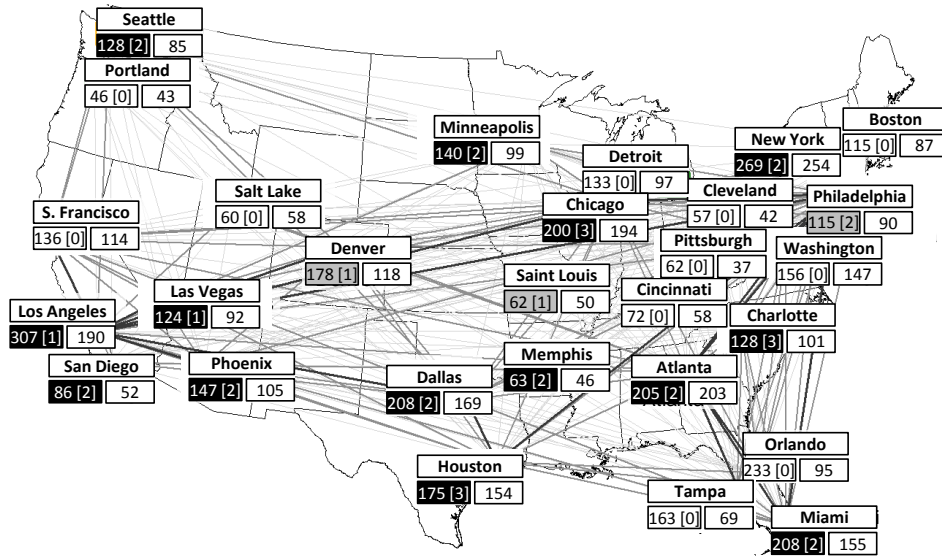 Seattle
128 [2] 85
Portland
46 [0] 43
Minneapolis
140 [2] 99
Detroit
133 [0] 97
New York
269 [2] 254
Boston
115 [0] 87
Salt Lake
60 [0] 58
Chicago
200 [3] 194
Cleveland
57 [0] 42
Philadelphia
115 [2] 90
S. Francisco
136 [0] 114
Denver
178 [1] 118
Pittsburgh
62 [0] 37
Washington
156 [0] 147
Saint Louis
62 [1] 50
Las Vegas
124 [1] 92
Cincinnati
72 [0] 58
Los Angeles
307 [1] 190
Charlotte
128 [3] 101
San Diego
86 [2] 52
Phoenix
147 [2] 105
Memphis
63 [2] 46
Atlanta
205 [2] 203
Dallas
208 [2] 169
Orlando
233 [0] 95
Houston
175 [3] 154
Tampa
163 [0] 69
Miami
208 [2] 155